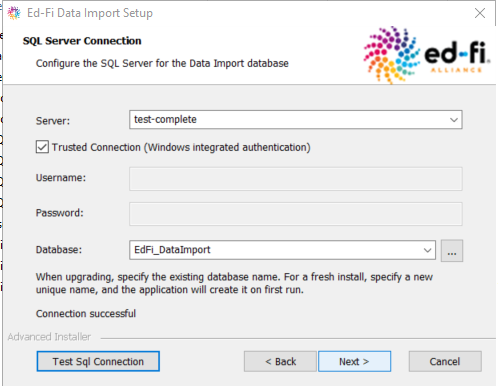 Ed-Fi Data Import Setup
SQL Server Connection
Configure the SQL Server for the Data Import database
ed-fi.
ALLIANCE
Server:
test-complete
Trusted Connection (Windows integrated authentication)
Username:
Password:
Database:
EdFi_DataImport
...
When upgrading, specify the existing database name. For a fresh install, specify a new
unique name, and the application will create it on first run.
Connection successful
Advanced Installer
Test Sql Connection
< Back
Next >
Cancel